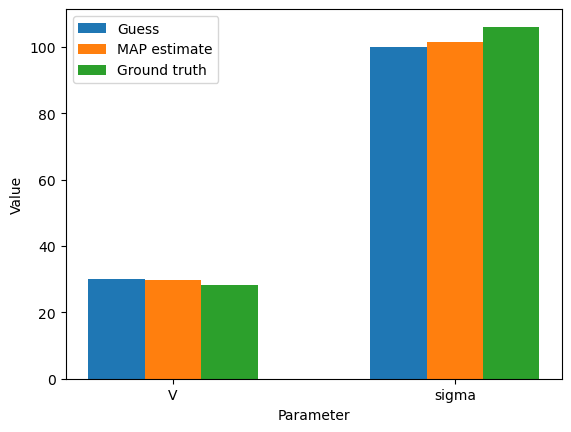 Guess
MAP estimate
Ground truth
Value
100
80
60
40
20
0
V
sigma
Parameter